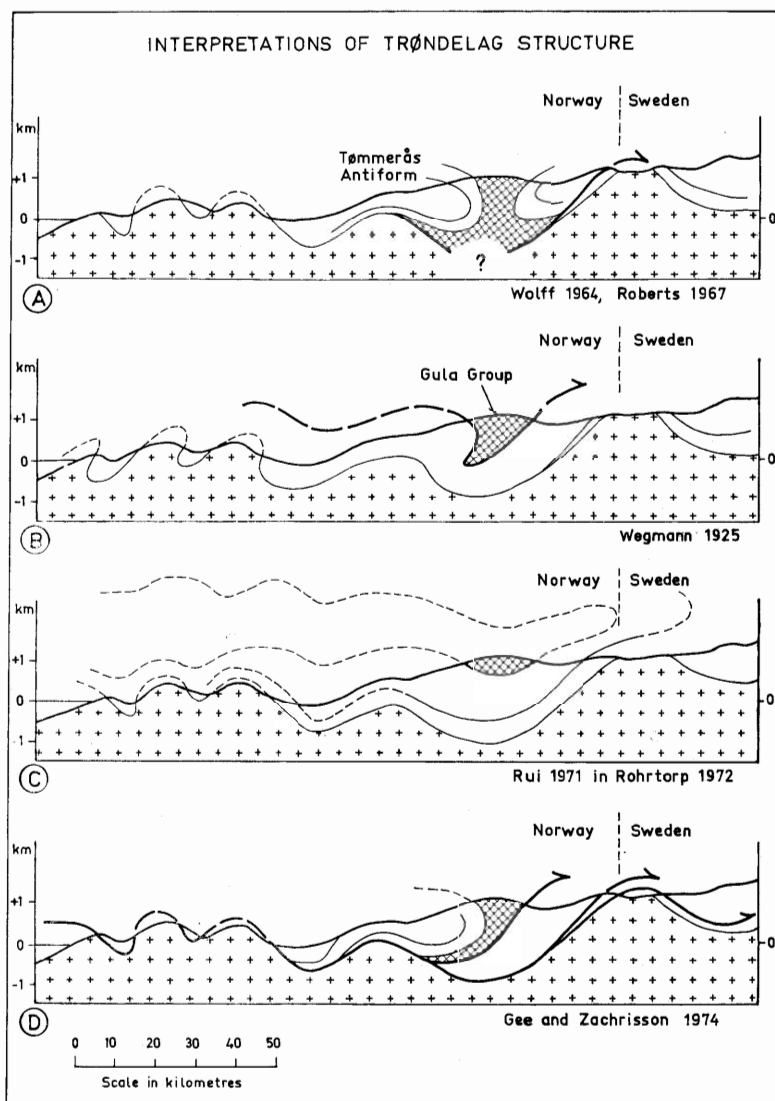 INTERPRETATIONS OF TRØNDELAG STRUCTURE
Norway Sweden
km
Tømmerås
Antiform
+1
0
0
-1
?
A
Wolff 1964, Roberts 1967
Norway Sweden
km
Gula Group
+1
0
0
-1
B
Wegmann 1925
Norway Sweden
km
+1
0
0
-1
C
Rui 1971 in Rohrtorp 1972
Norway Sweden
km
+1
0
0
-1
D
Gee and Zachrisson 1974
0 10 20 30 40 50
Scale in kilometres